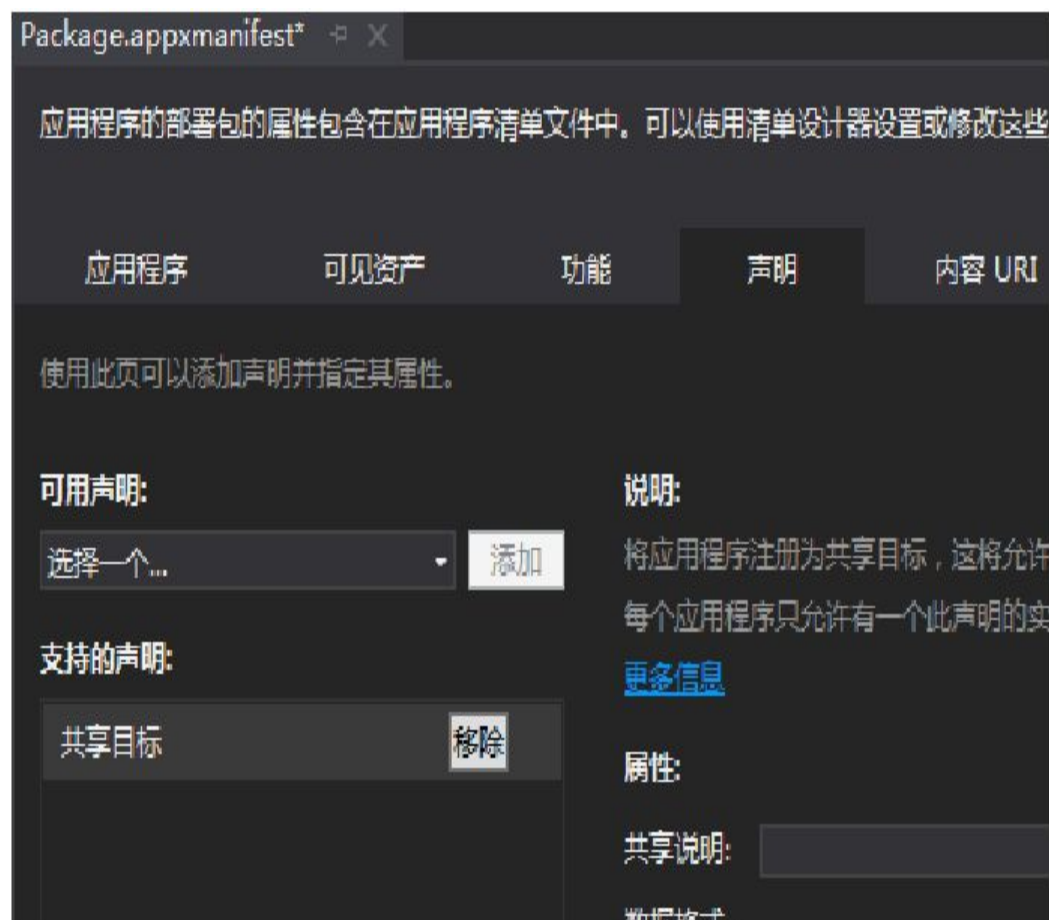 Package.appxmanifest*
应用程序的部署包的属性包含在应用程序清单文件中。可以使用清单设计器设置或修改这些
应用程序 可见资产 功能 声明 内容 URI
使用此页可以添加声明并指定其属性。
可用声明:
选择一个...
添加
支持的声明:
共享目标
移除
说明:
将应用程序注册为共享目标，这将允许
每个应用程序只允许有一个此声明的实
更多信息
属性:
共享说明:
数据格式